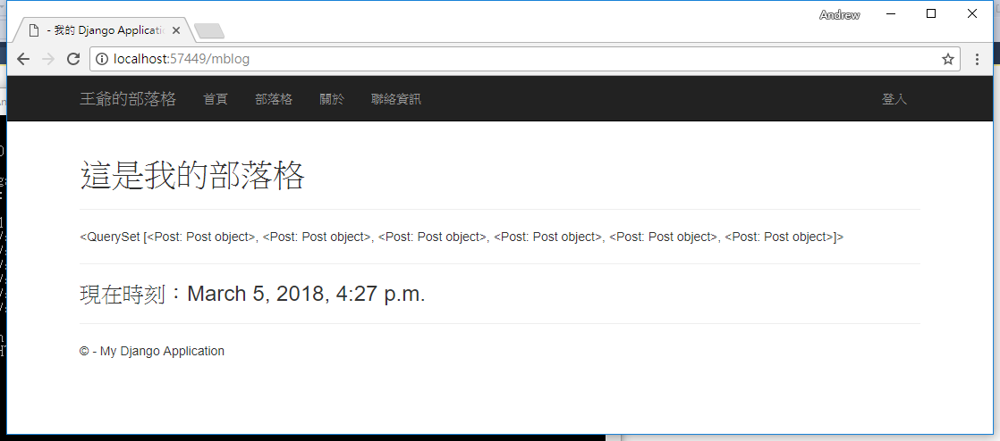 Andrew
- 我的 Django Applicati
localhost:57449/mblog
王爺的部落格 首頁 部落格 關於 聯絡資訊 登入
這是我的部落格
<QuerySet [<Post: Post object>, <Post: Post object>, <Post: Post object>, <Post: Post object>, <Post: Post object>, <Post: Post object>]>
現在時刻：March 5, 2018, 4:27 p.m.
© - My Django Application